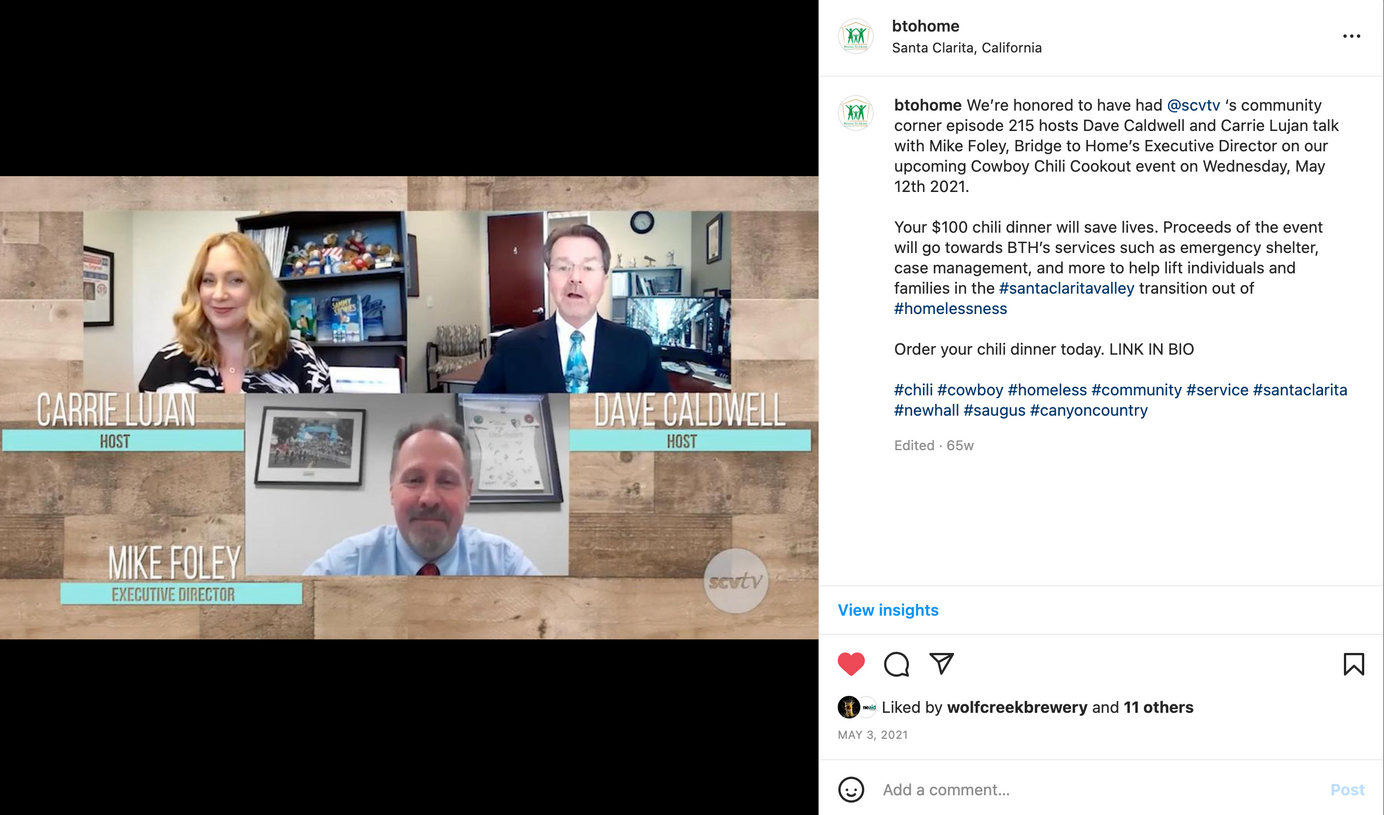 CARRIE LUJAN
HOST
DAVE CALDWELL
HOST
MIKE FOLEY
EXECUTIVE DIRECTOR
scvtv
btohome
Santa Clarita, California
btohome We’re honored to have had @scvtv ‘s community
corner episode 215 hosts Dave Caldwell and Carrie Lujan talk
with Mike Foley, Bridge to Home’s Executive Director on our
upcoming Cowboy Chili Cookout event on Wednesday, May
12th 2021.
Your $100 chili dinner will save lives. Proceeds of the event
will go towards BTH’s services such as emergency shelter,
case management, and more to help lift individuals and
families in the #santaclaritavalley transition out of
#homelessness
Order your chili dinner today. LINK IN BIO
#chili #cowboy #homeless #community #service #santaclarita
#newhall #saugus #canyoncountry
Edited · 65w
View insights
Liked by wolfcreekbrewery and 11 others
MAY 3, 2021
Add a comment...
Post